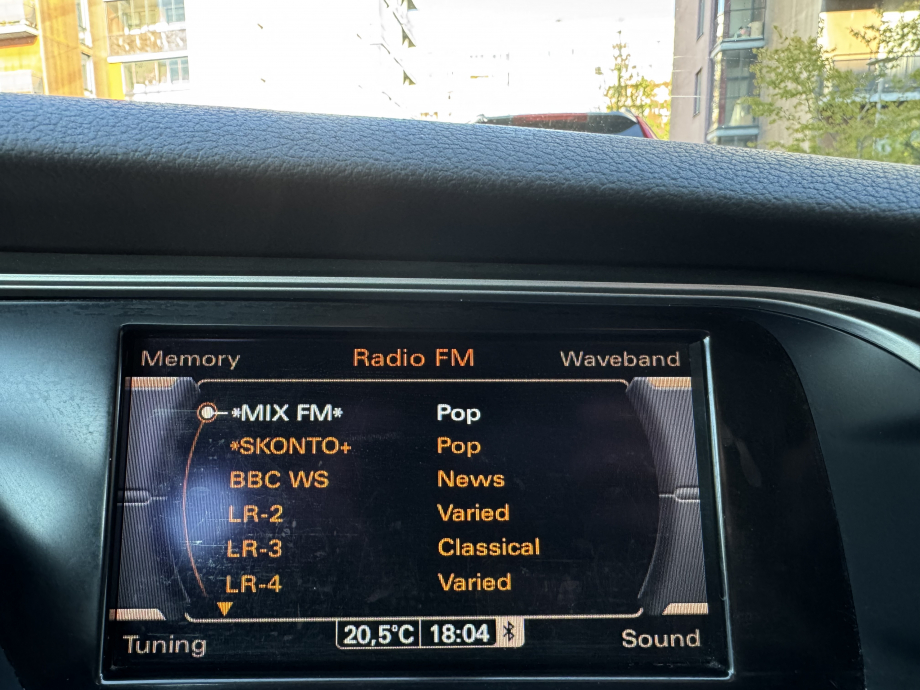 Memory Radio FM Waveband
*MIX FM* Pop
*SKONTO+ Pop
BBC WS News
LR-2 Varied
LR-3 Classical
LR-4 Varied
Tuning 20,5°C 18:04 Sound